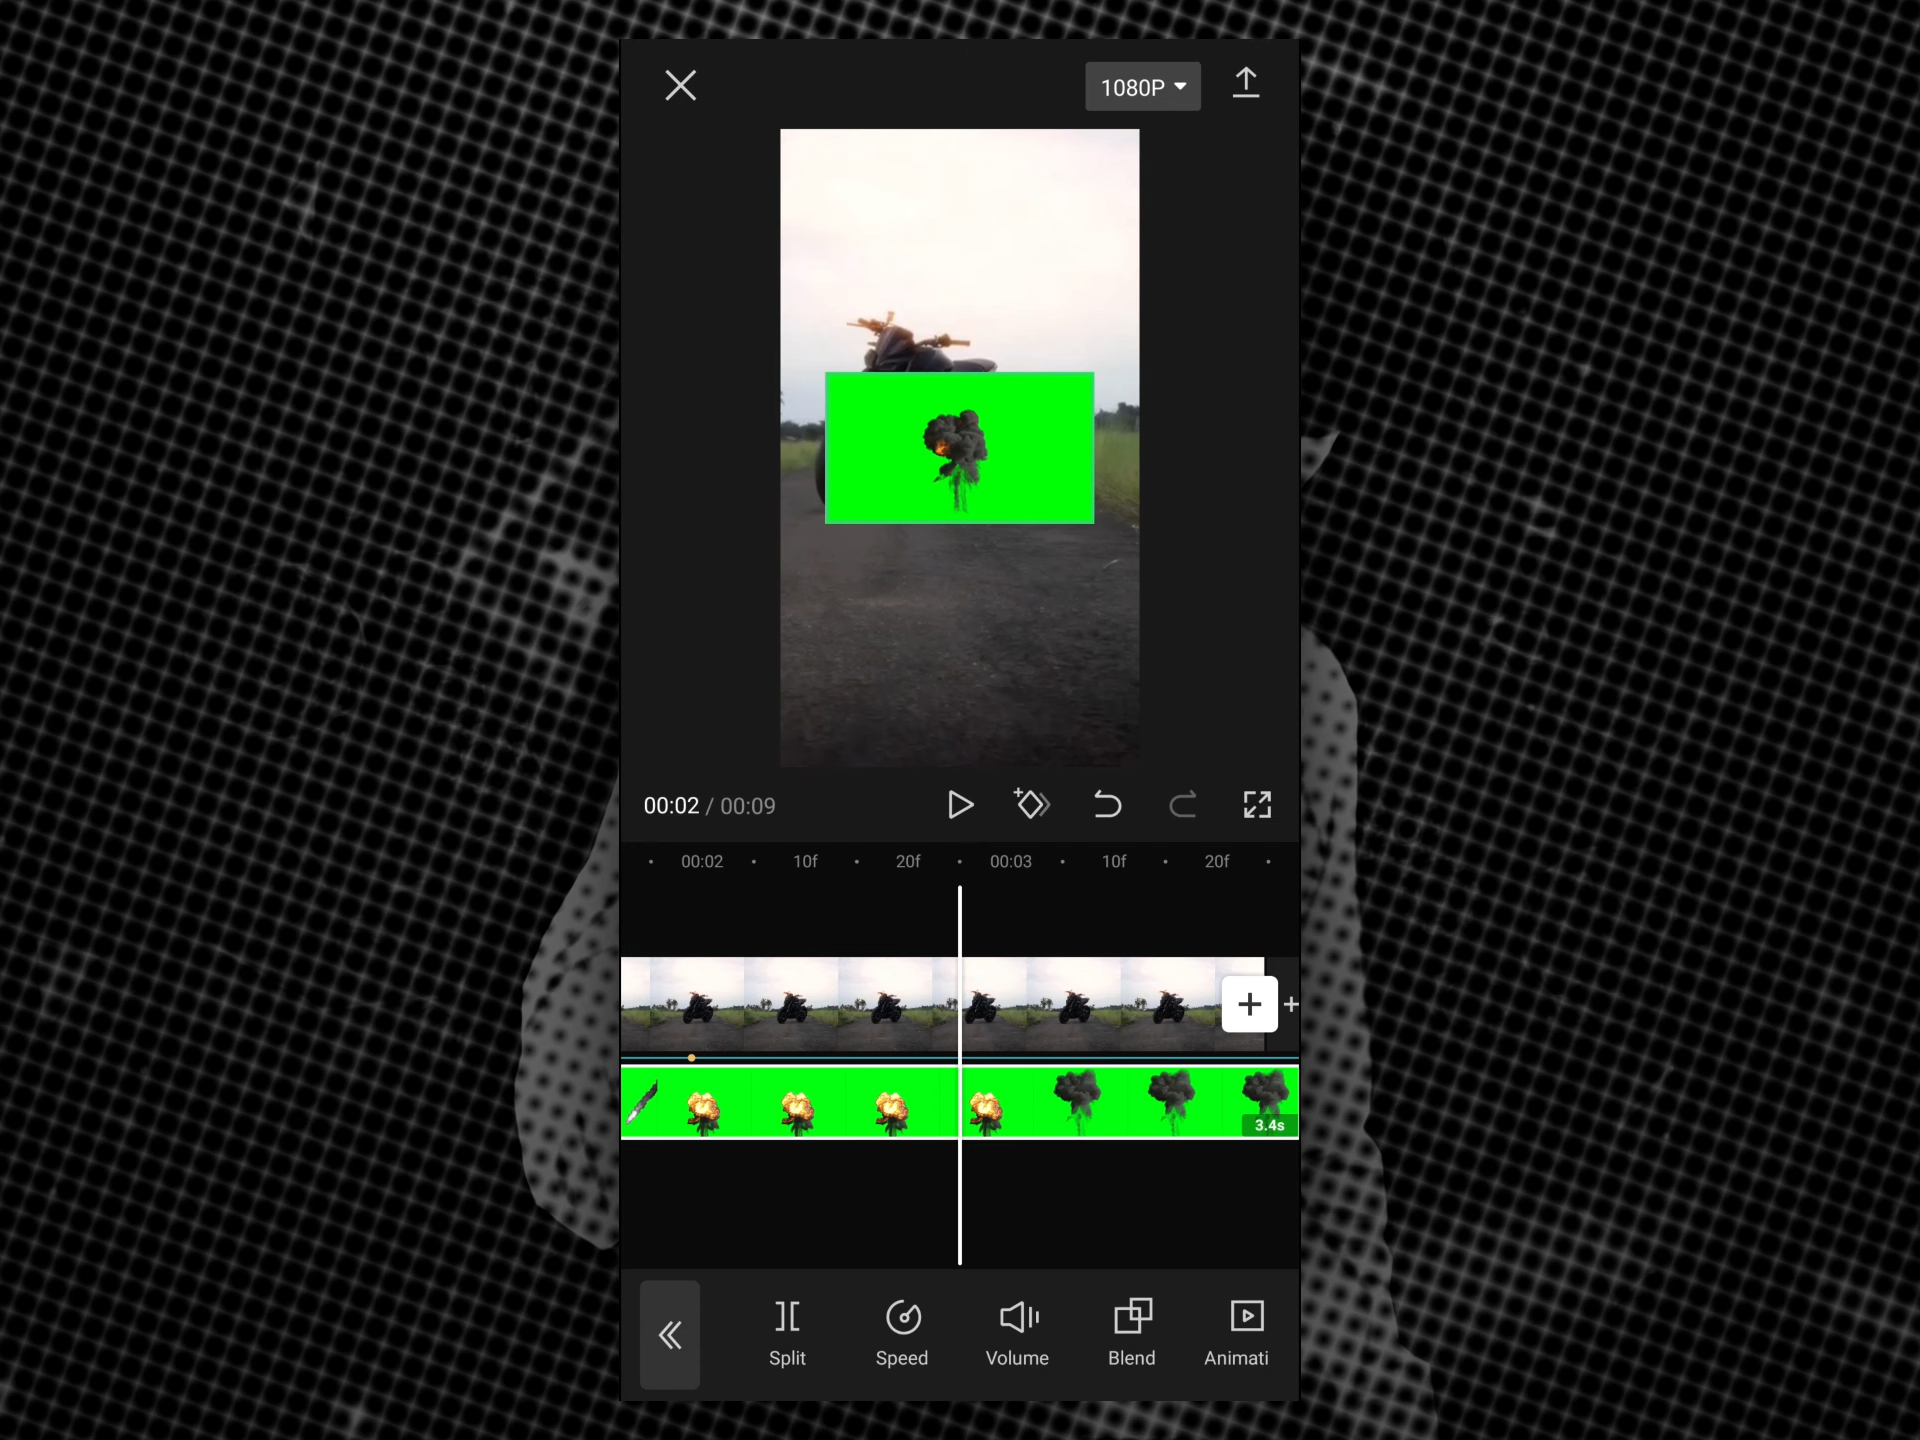 1080P
00:02 / 00:09
00:02 10f 20f 00:03 10f 20f
3.4s
Split Speed Volume Blend Animati